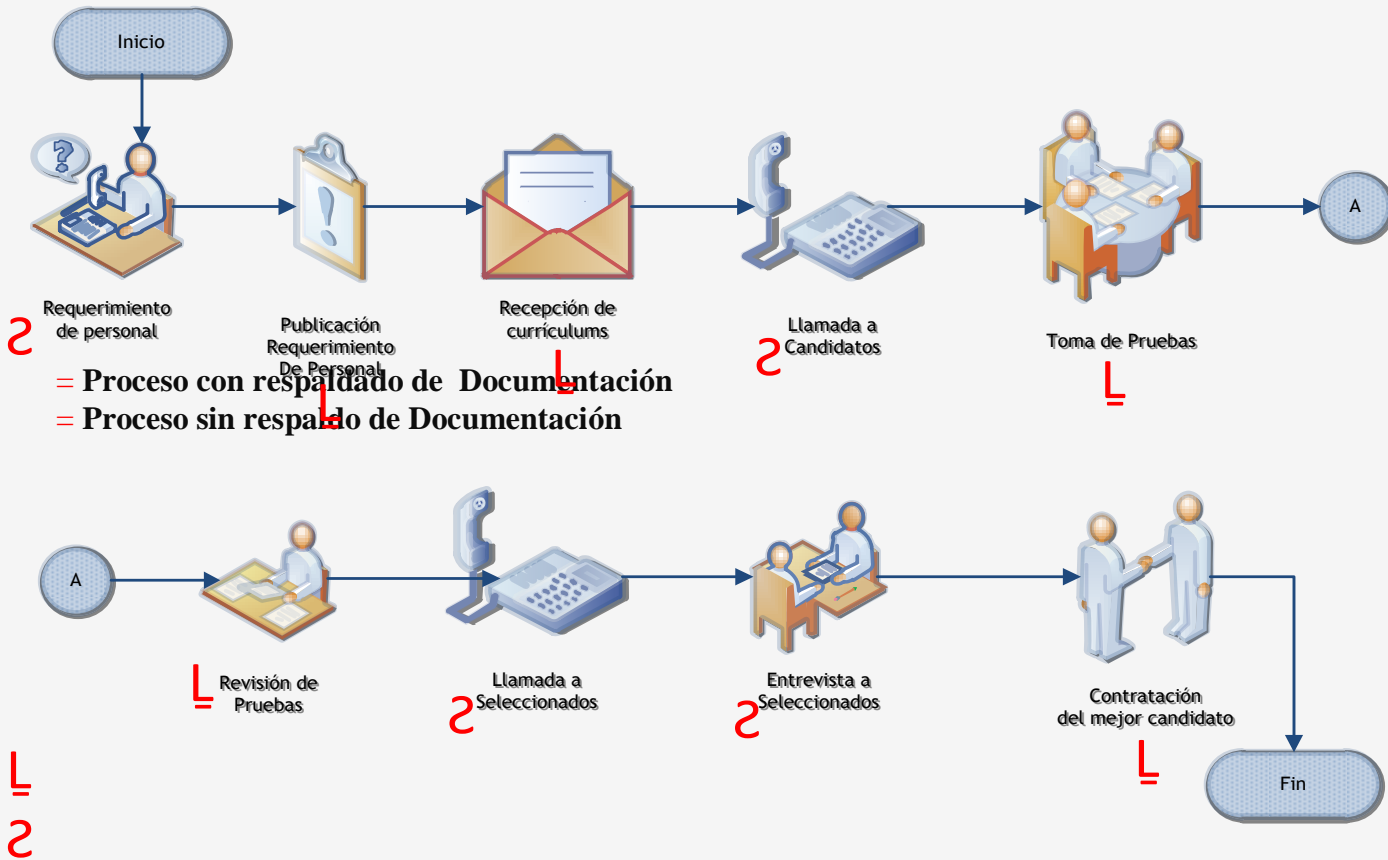 Inicio
A
Requerimiento
de personal
Publicación
Requerimiento
De Personal
Recepción de
currículums
Llamada a
Candidatos
Toma de Pruebas
= Proceso con respaldado de Documentación
= Proceso sin respaldo de Documentación
A
Revisión de
Pruebas
Llamada a
Seleccionados
Entrevista a
Seleccionados
Contratación
del mejor candidato
Fin